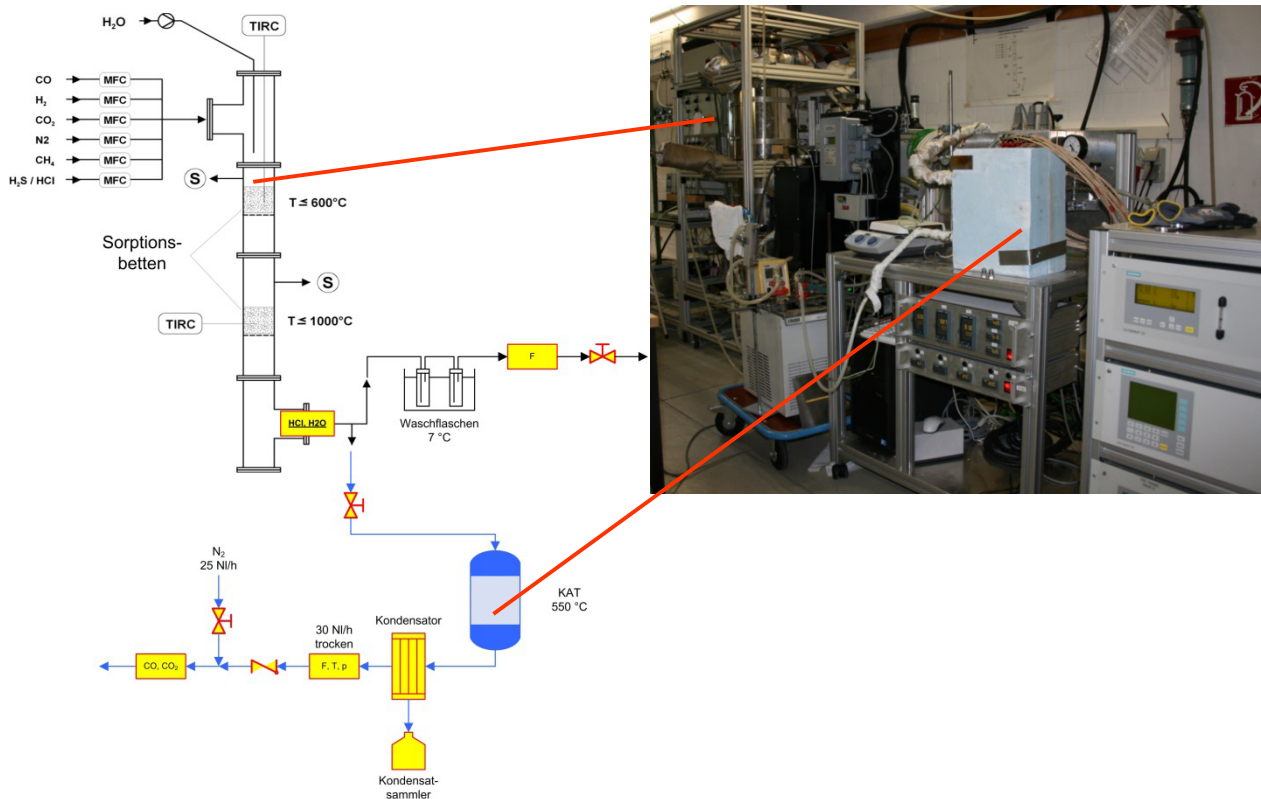 H₂O
TIRC
CO MFC
H₂ MFC
CO₂ MFC
N2 MFC
CH₄ MFC
H₂S / HCl MFC
S
T ≤ 600°C
Sorptions-
betten
S
TIRC
T ≤ 1000°C
F
HCl, H2O
Waschflaschen
7 °C
N₂
25 Nl/h
KAT
550 °C
Kondensator
30 Nl/h
trocken
CO, CO₂
F, T, p
Kondensat-
sammler